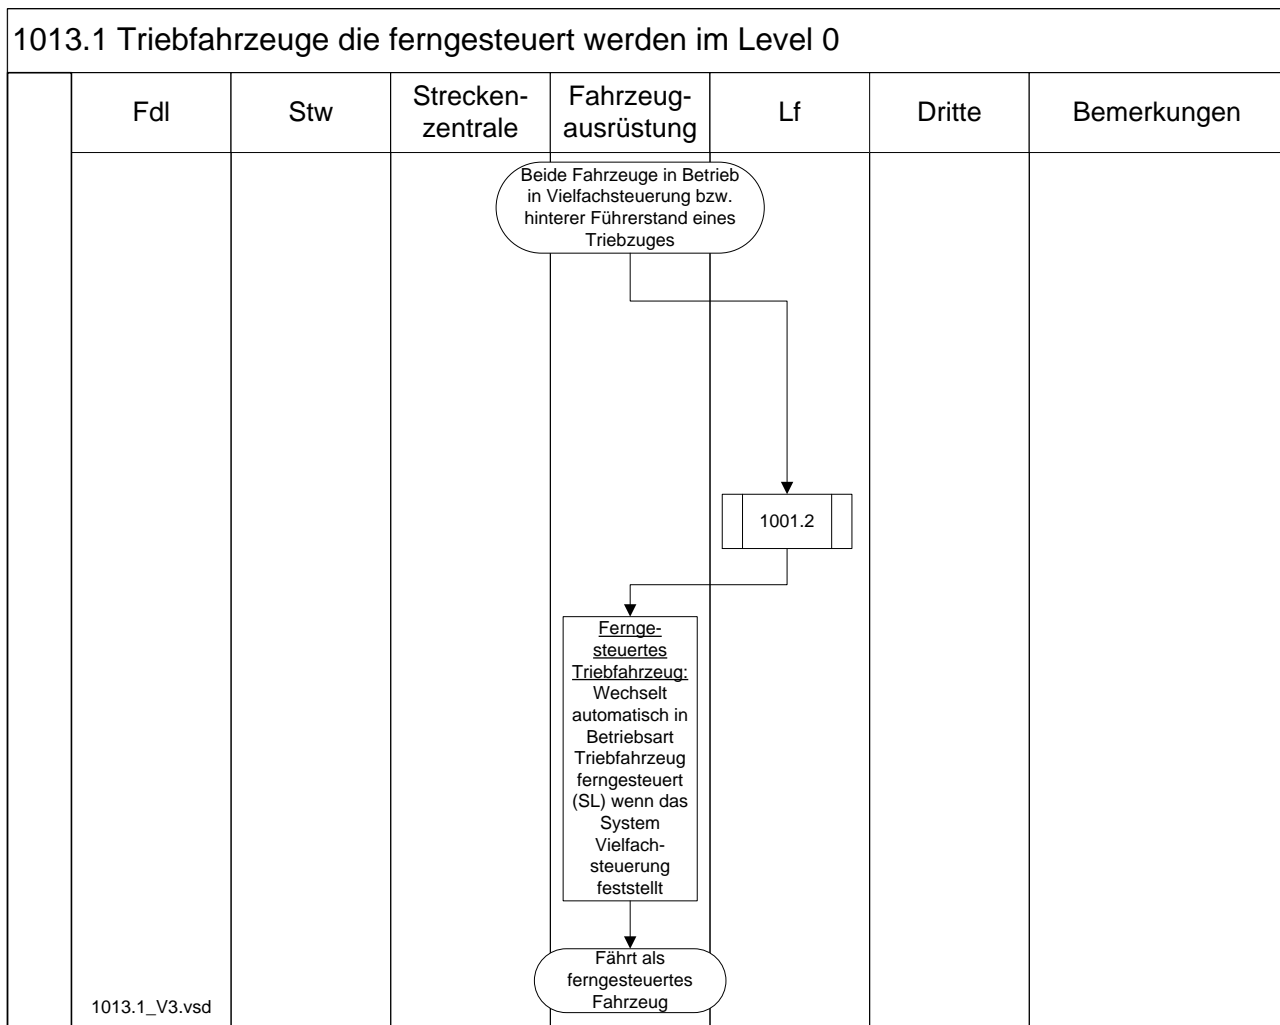 1013.1 Triebfahrzeuge die ferngesteuert werden im Level 0
Fdl
Stw
Strecken-
zentrale
Fahrzeug-
ausrüstung
Lf
Dritte
Bemerkungen
Beide Fahrzeuge in Betrieb
in Vielfachsteuerung bzw.
hinterer Führerstand eines
Triebzuges
1001.2
Fernge-
steuertes
Triebfahrzeug:
Wechselt
automatisch in
Betriebsart
Triebfahrzeug
ferngesteuert
(SL) wenn das
System
Vielfach-
steuerung
feststellt
Fährt als
ferngesteuertes
Fahrzeug
1013.1_V3.vsd